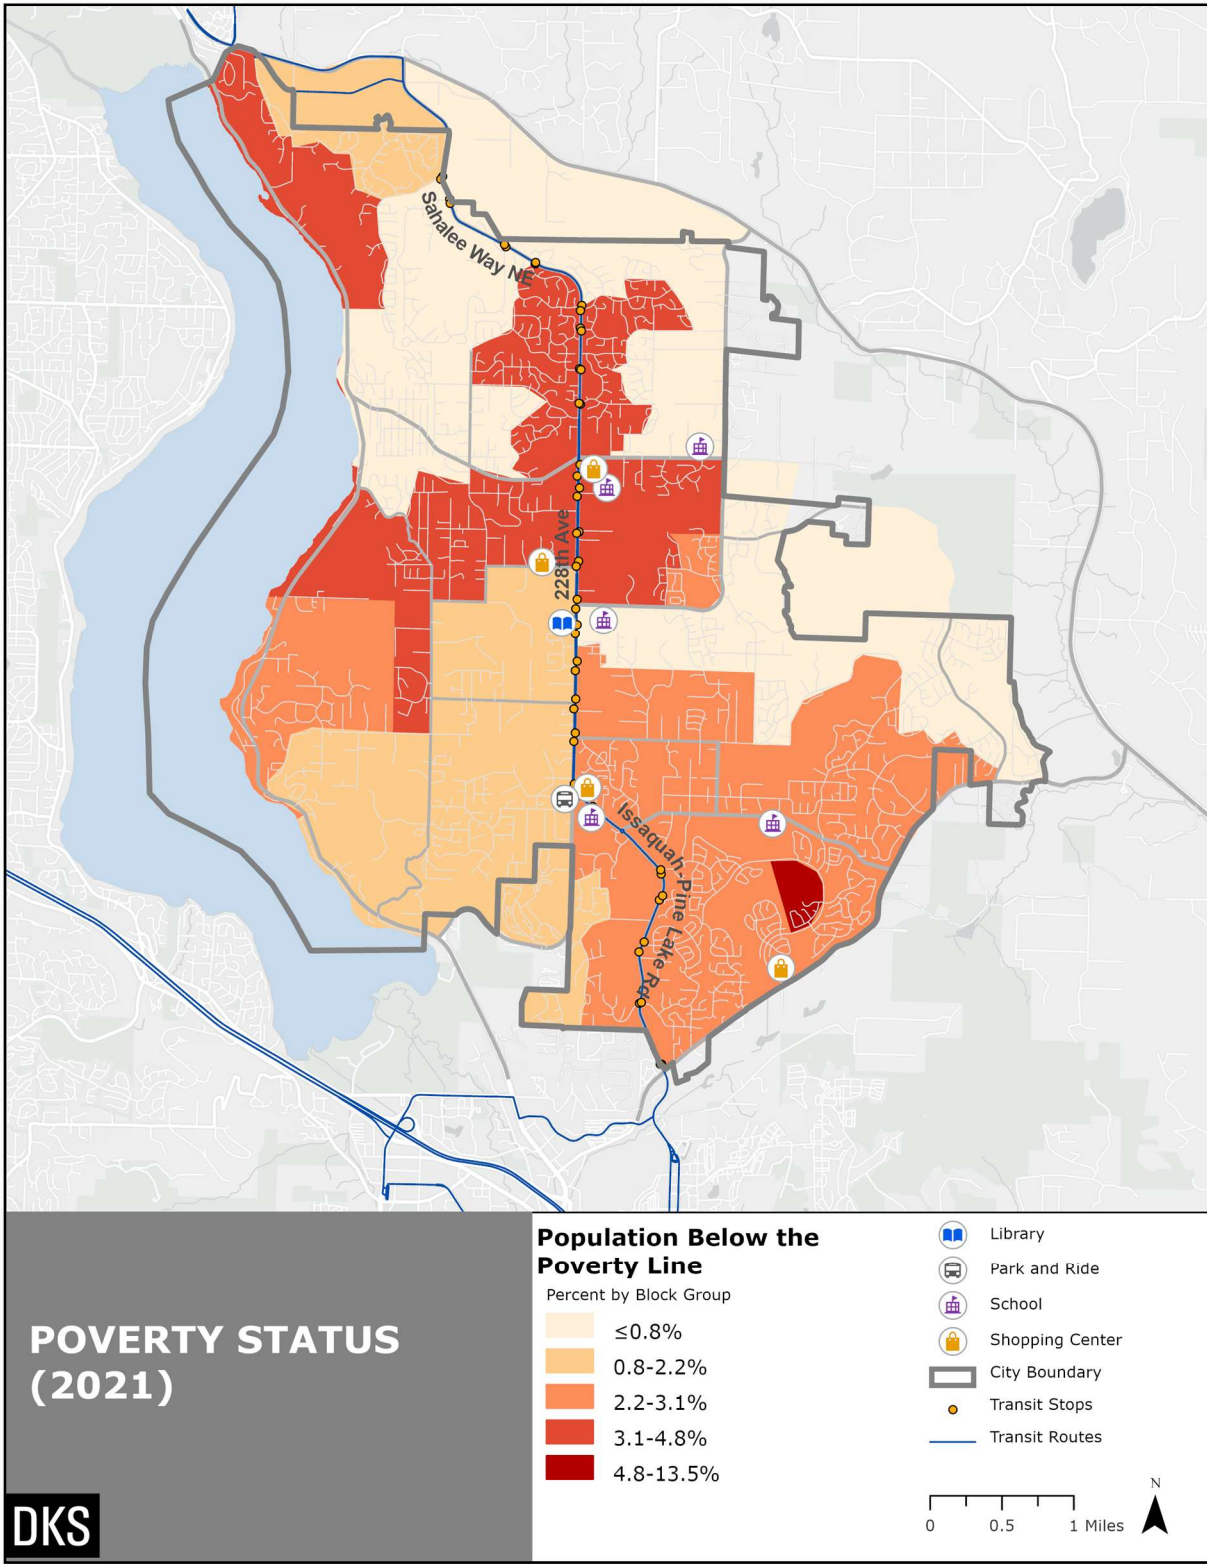 Sahalee Way NE
228th Ave
Issaquah-Pine Lake Rd
POVERTY STATUS
(2021)
DKS
Population Below the
Poverty Line
Percent by Block Group
≤0.8%
0.8-2.2%
2.2-3.1%
3.1-4.8%
4.8-13.5%
Library
Park and Ride
School
Shopping Center
City Boundary
Transit Stops
Transit Routes
N
0 0.5 1 Miles